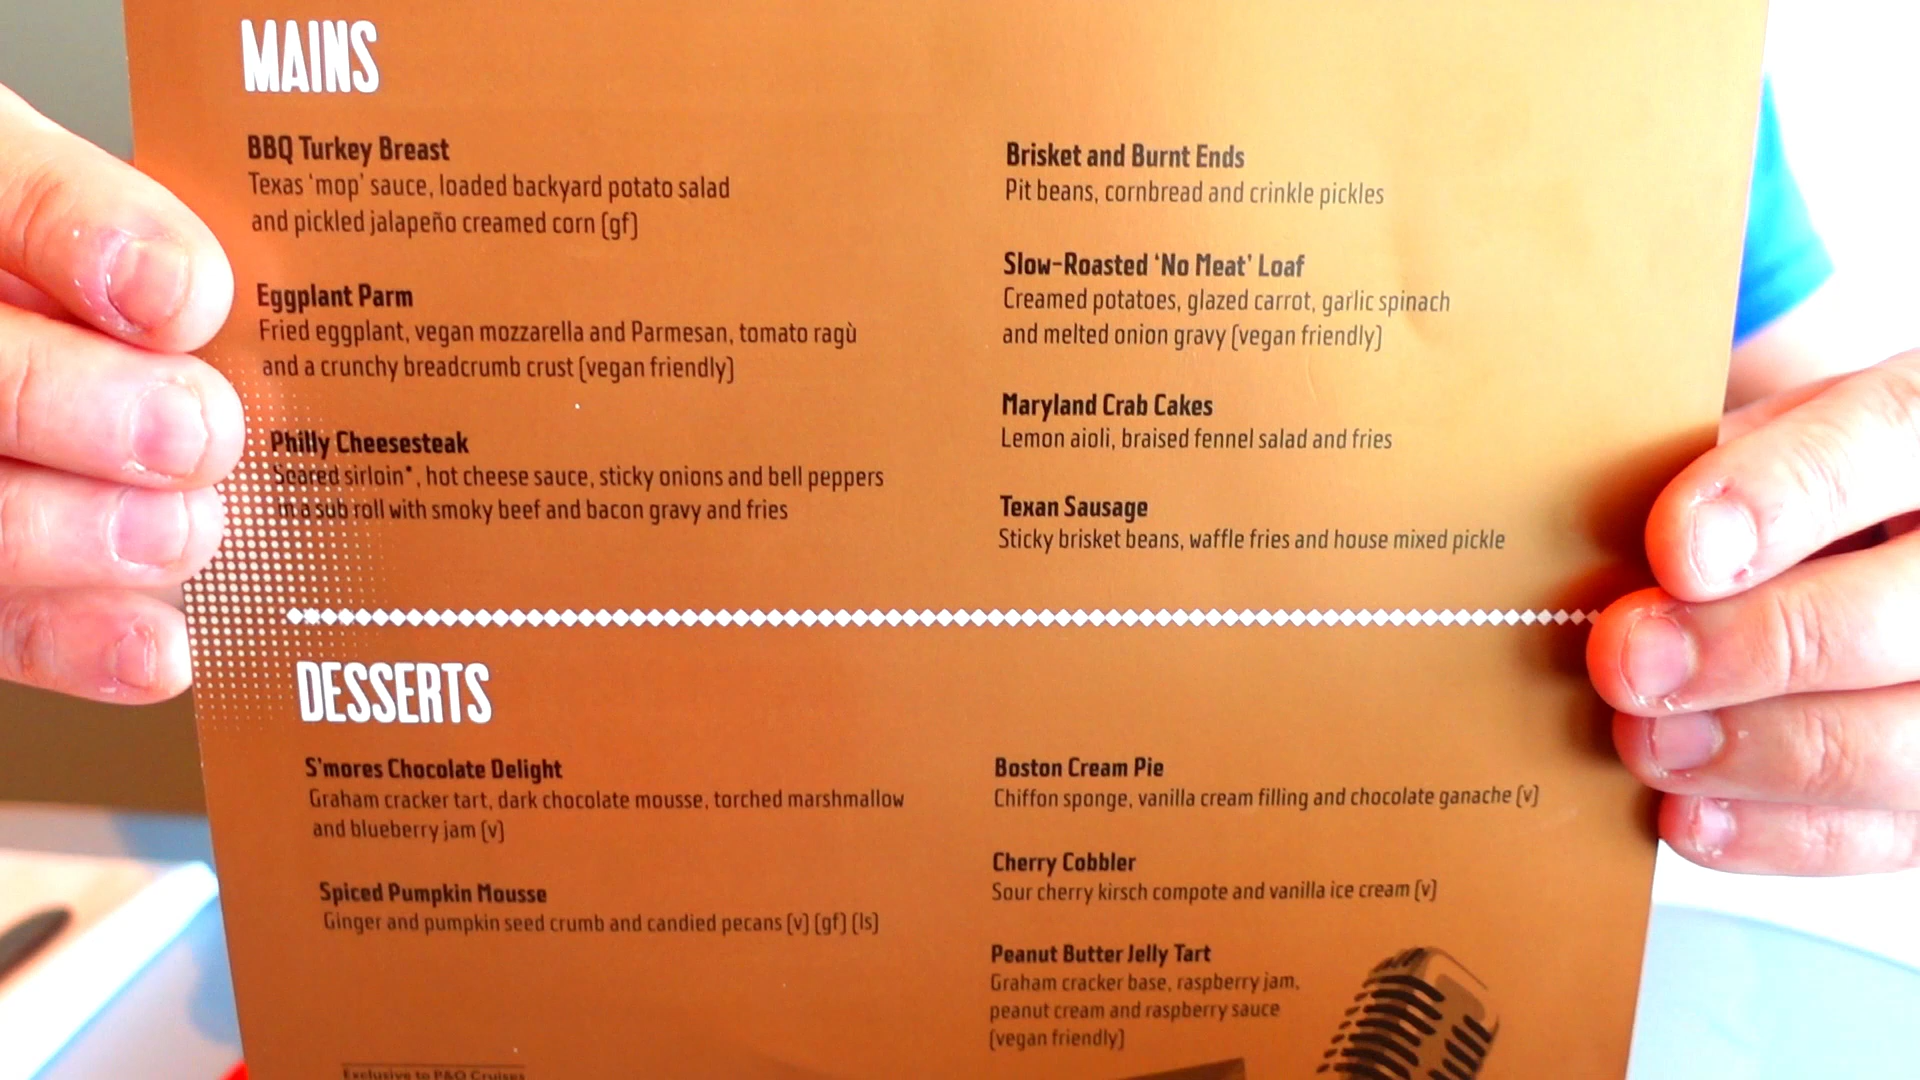 MAINS
BBQ Turkey Breast
Texas ‘mop’ sauce, loaded backyard potato salad
and pickled jalapeño creamed corn (gf)
Eggplant Parm
Fried eggplant, vegan mozzarella and Parmesan, tomato ragù
and a crunchy breadcrumb crust (vegan friendly)
Philly Cheesesteak
Seared sirloin*, hot cheese sauce, sticky onions and bell peppers
in a sub roll with smoky beef and bacon gravy and fries
Brisket and Burnt Ends
Pit beans, cornbread and crinkle pickles
Slow-Roasted ‘No Meat’ Loaf
Creamed potatoes, glazed carrot, garlic spinach
and melted onion gravy (vegan friendly)
Maryland Crab Cakes
Lemon aioli, braised fennel salad and fries
Texan Sausage
Sticky brisket beans, waffle fries and house mixed pickle
DESSERTS
S’mores Chocolate Delight
Graham cracker tart, dark chocolate mousse, torched marshmallow
and blueberry jam (v)
Spiced Pumpkin Mousse
Ginger and pumpkin seed crumb and candied pecans (v) (gf) (ls)
Boston Cream Pie
Chiffon sponge, vanilla cream filling and chocolate ganache (v)
Cherry Cobbler
Sour cherry kirsch compote and vanilla ice cream (v)
Peanut Butter Jelly Tart
Graham cracker base, raspberry jam,
peanut cream and raspberry sauce
(vegan friendly)
Exclusive to P&O Cruises